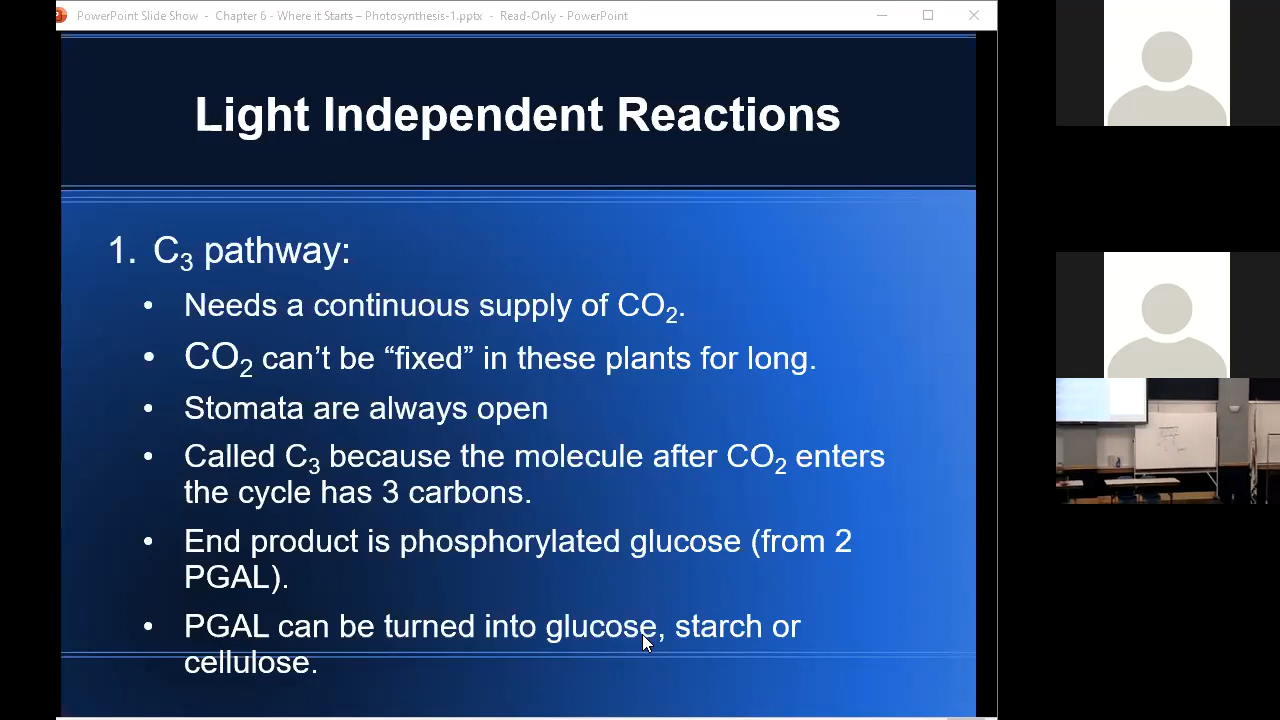 PowerPoint Slide Show - Chapter 6 - Where it Starts – Photosynthesis-1.pptx - Read-Only - PowerPoint
Light Independent Reactions
1. C₃ pathway:
• Needs a continuous supply of CO₂.
• CO₂ can’t be “fixed” in these plants for long.
• Stomata are always open
• Called C₃ because the molecule after CO₂ enters
the cycle has 3 carbons.
• End product is phosphorylated glucose (from 2
PGAL).
• PGAL can be turned into glucose, starch or
cellulose.